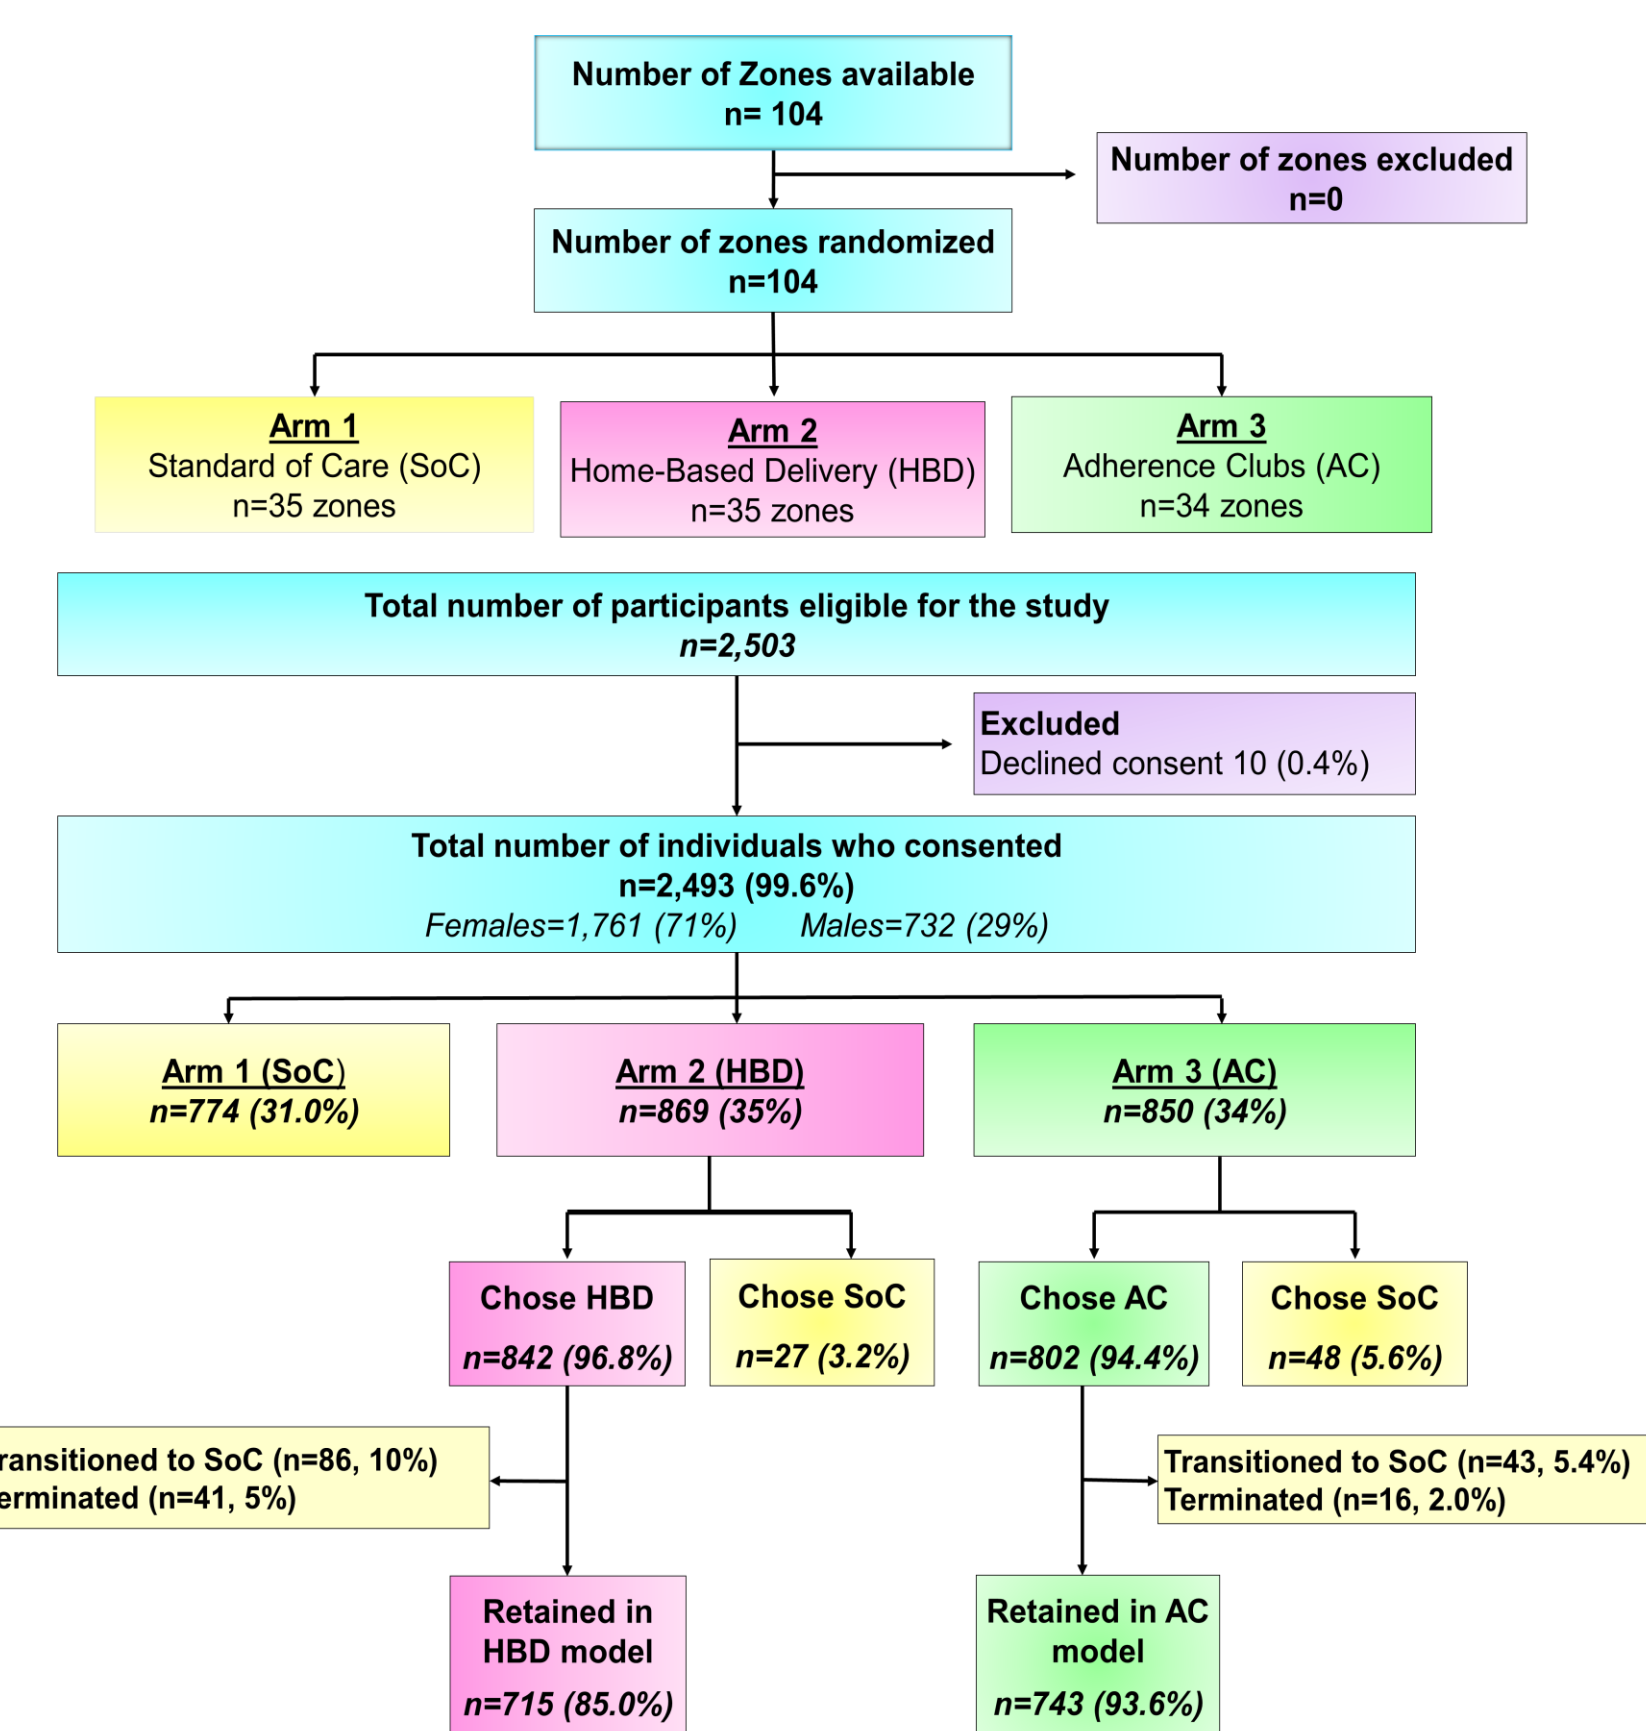 Number of Zones available
n= 104
Number of zones excluded
n=0
Number of zones randomized
n=104
Arm 1
Standard of Care (SoC)
n=35 zones
Arm 2
Home-Based Delivery (HBD)
n=35 zones
Arm 3
Adherence Clubs (AC)
n=34 zones
Total number of participants eligible for the study
n=2,503
Excluded
Declined consent 10 (0.4%)
Total number of individuals who consented
n=2,493 (99.6%)
Females=1,761 (71%) Males=732 (29%)
Arm 1 (SoC)
n=774 (31.0%)
Arm 2 (HBD)
n=869 (35%)
Arm 3 (AC)
n=850 (34%)
Chose HBD
n=842 (96.8%)
Chose SoC
n=27 (3.2%)
Chose AC
n=802 (94.4%)
Chose SoC
n=48 (5.6%)
ransitioned to SoC (n=86, 10%)
erminated (n=41, 5%)
Transitioned to SoC (n=43, 5.4%)
Terminated (n=16, 2.0%)
Retained in
HBD model
n=715 (85.0%)
Retained in AC
model
n=743 (93.6%)